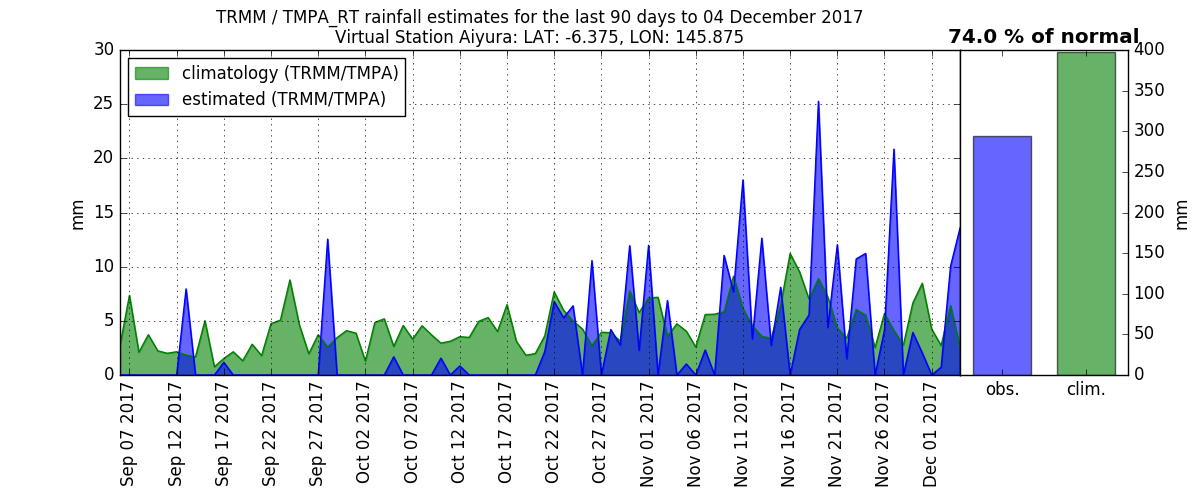 TRMM / TMPA_RT rainfall estimates for the last 90 days to 04 December 2017
Virtual Station Aiyura: LAT: -6.375, LON: 145.875
74.0 % of normal
climatology (TRMM/TMPA)
estimated (TRMM/TMPA)
30
25
20
15
10
5
0
mm
400
350
300
250
200
150
100
50
0
mm
Sep 07 2017
Sep 12 2017
Sep 17 2017
Sep 22 2017
Sep 27 2017
Oct 02 2017
Oct 07 2017
Oct 12 2017
Oct 17 2017
Oct 22 2017
Oct 27 2017
Nov 01 2017
Nov 06 2017
Nov 11 2017
Nov 16 2017
Nov 21 2017
Nov 26 2017
Dec 01 2017
obs.
clim.